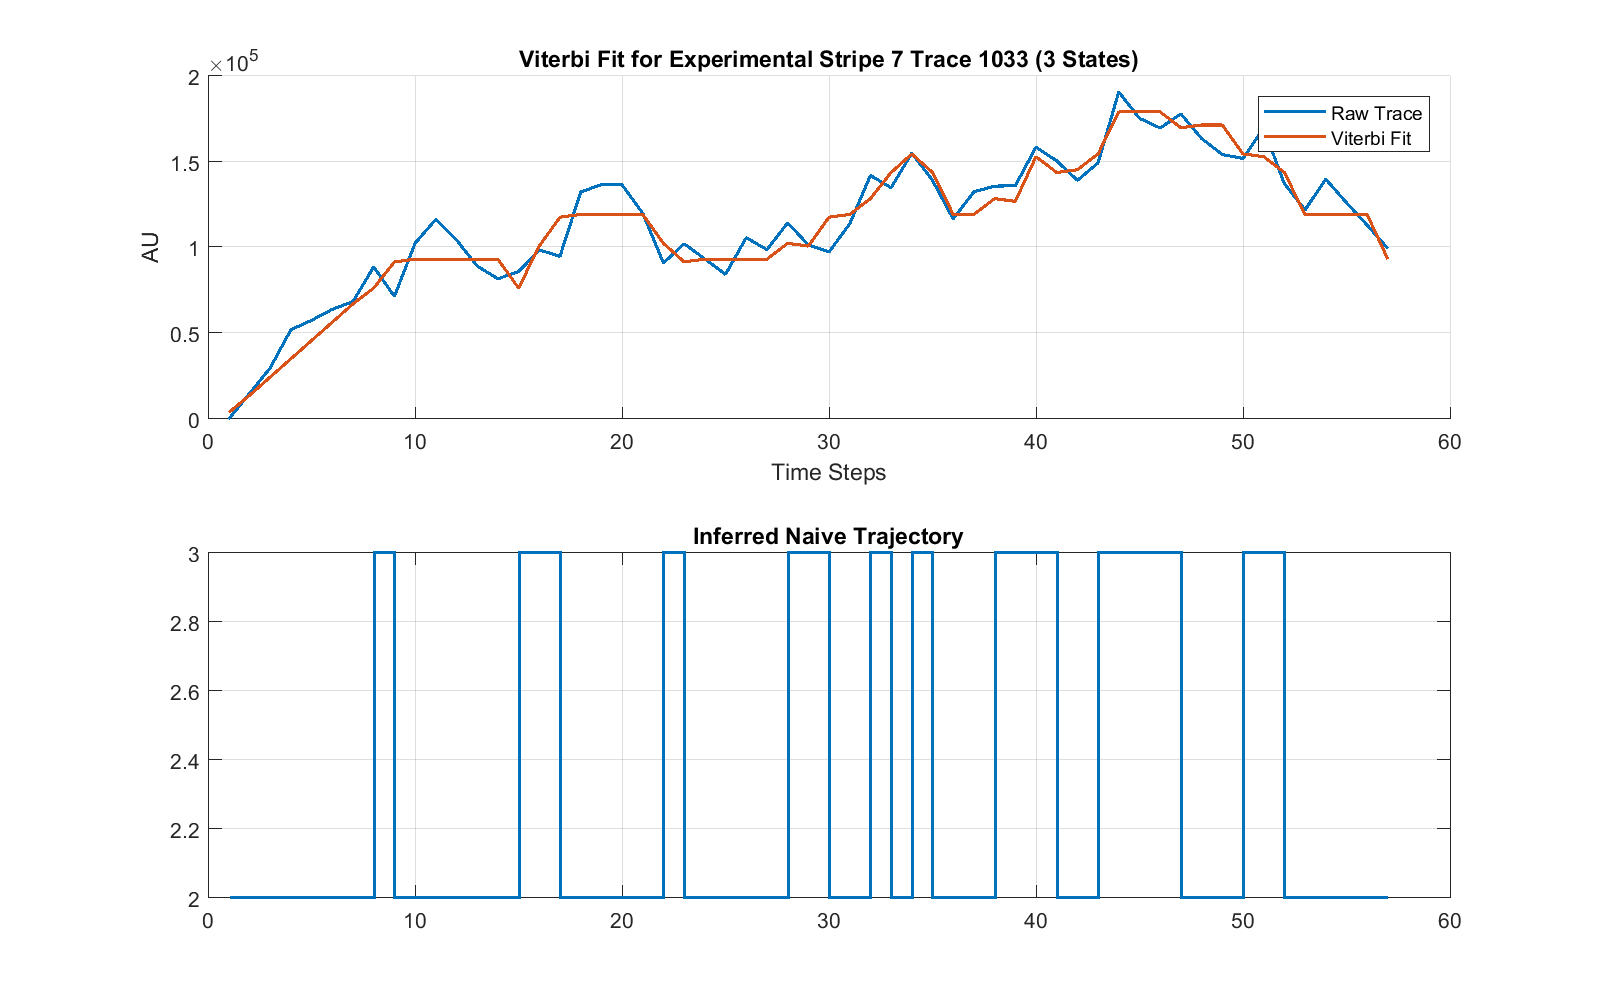 Viterbi Fit for Experimental Stripe 7 Trace 1033 (3 States)
×10⁵
2
1.5
1
0.5
0
AU
Raw Trace
Viterbi Fit
0 10 20 30 40 50 60
Time Steps
Inferred Naive Trajectory
3
2.8
2.6
2.4
2.2
2
0 10 20 30 40 50 60